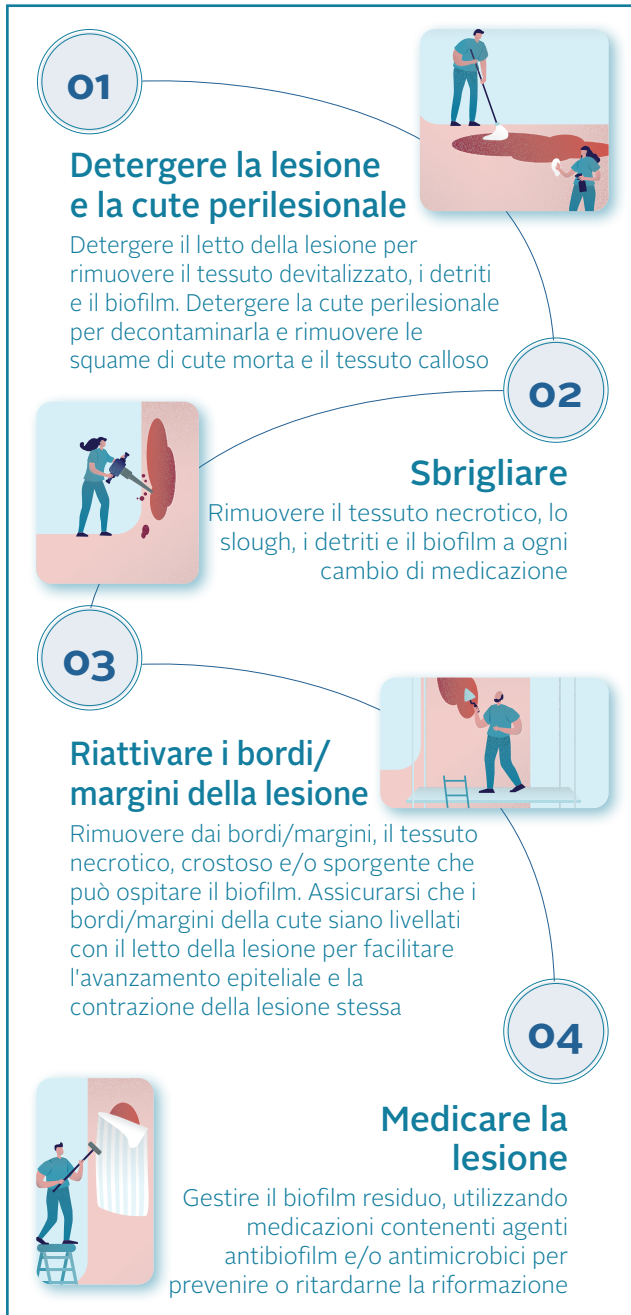 01
Detergere la lesione
e la cute perilesionale
Detergere il letto della lesione per
rimuovere il tessuto devitalizzato, i detriti
e il biofilm. Detergere la cute perilesionale
per decontaminarla e rimuovere le
squame di cute morta e il tessuto calloso
02
Sbrigliare
Rimuovere il tessuto necrotico, lo
slough, i detriti e il biofilm a ogni
cambio di medicazione
03
Riattivare i bordi/
margini della lesione
Rimuovere dai bordi/margini, il tessuto
necrotico, crostoso e/o sporgente che
può ospitare il biofilm. Assicurarsi che i
bordi/margini della cute siano livellati
con il letto della lesione per facilitare
l'avanzamento epiteliale e la
contrazione della lesione stessa
04
Medicare la
lesione
Gestire il biofilm residuo, utilizzando
medicazioni contenenti agenti
antibiofilm e/o antimicrobici per
prevenire o ritardarne la riformazione